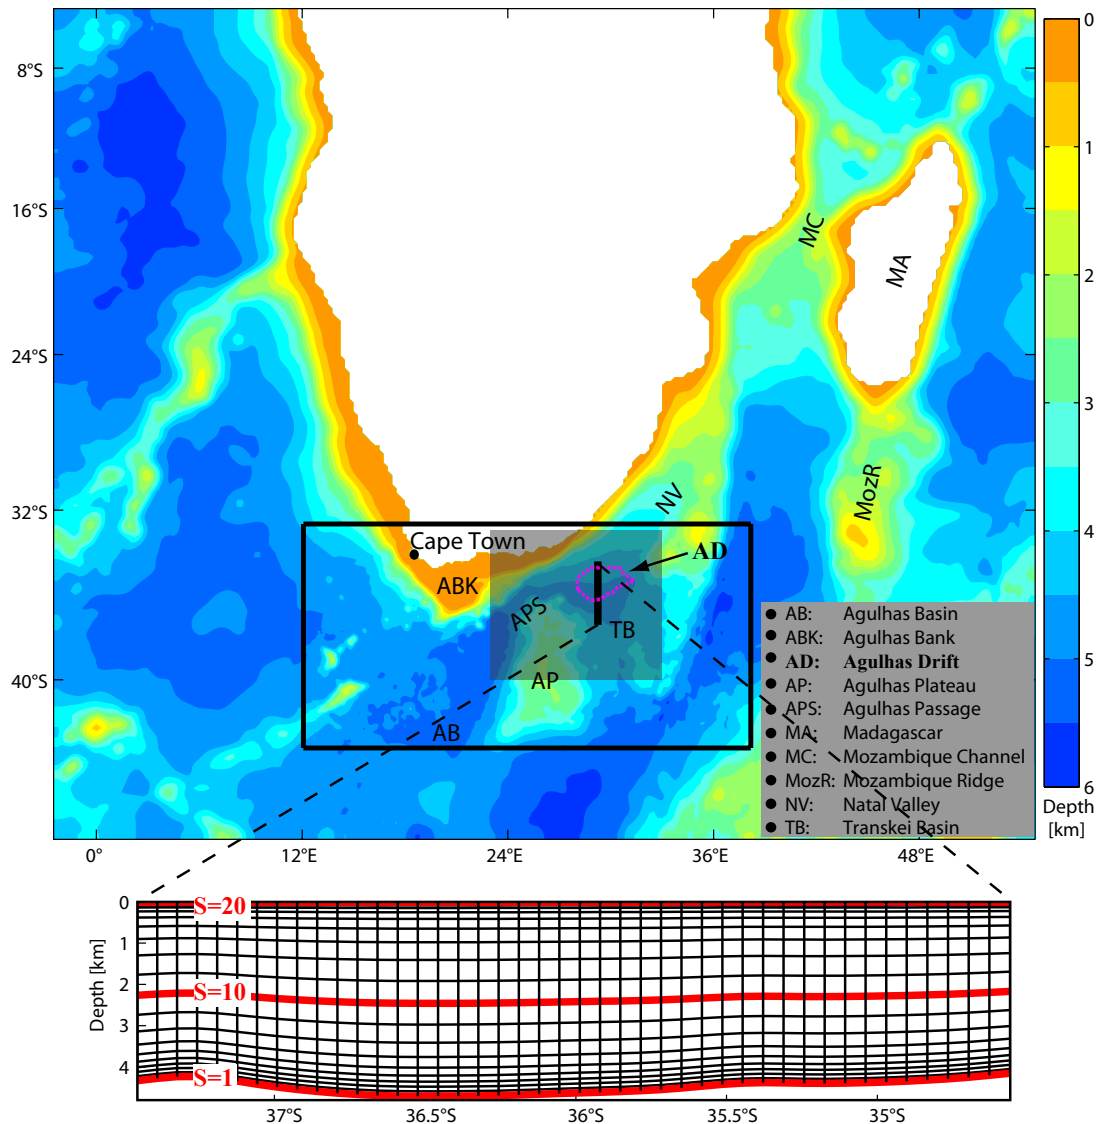 0
8°S
1
16°S
MC
MA
2
24°S
3
MozR
NV
32°S
Cape Town
AD
4
ABK
APS
TB
AB: Agulhas Basin
ABK: Agulhas Bank
AD: Agulhas Drift
AP: Agulhas Plateau
APS: Agulhas Passage
MA: Madagascar
MC: Mozambique Channel
MozR: Mozambique Ridge
NV: Natal Valley
TB: Transkei Basin
5
40°S
AP
AB
6
Depth
[km]
0°
12°E
24°E
36°E
48°E
0
S=20
1
Depth [km]
2
S=10
3
4
S=1
37°S
36.5°S
36°S
35.5°S
35°S